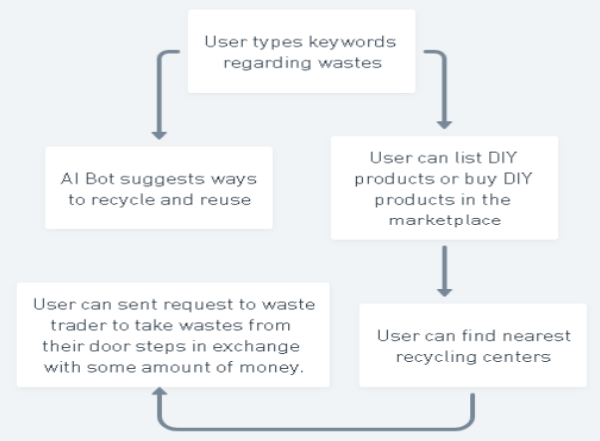 User types keywords
regarding wastes
AI Bot suggests ways
to recycle and reuse
User can list DIY
products or buy DIY
products in the
marketplace
User can sent request to waste
trader to take wastes from
their door steps in exchange
with some amount of money.
User can find nearest
recycling centers